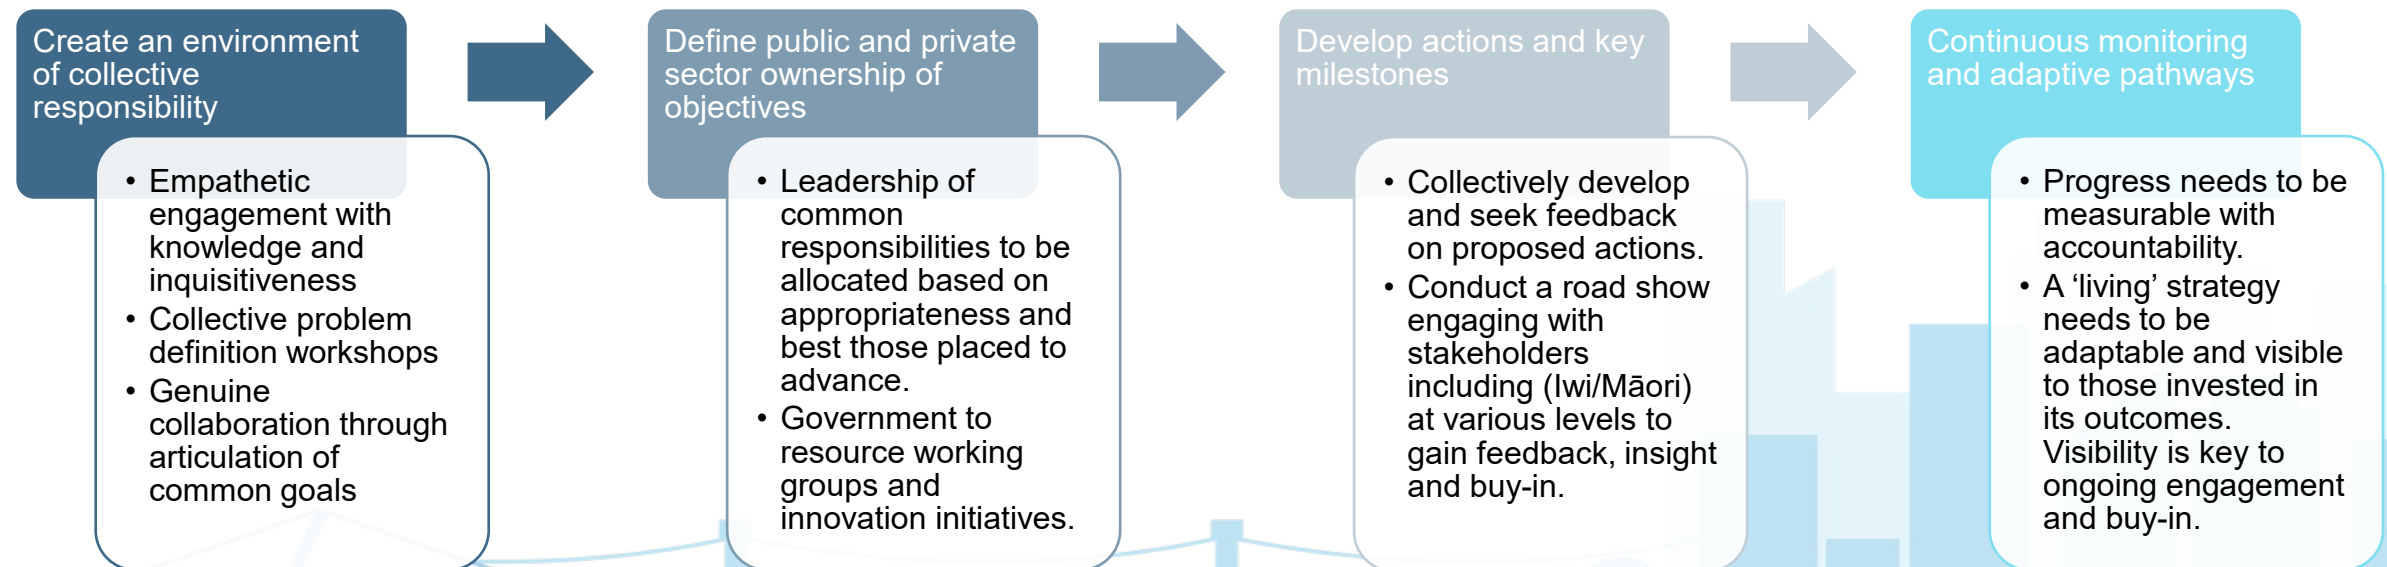 Create an environment
of collective
responsibility
• Empathetic
engagement with
knowledge and
inquisitiveness
• Collective problem
definition workshops
• Genuine
collaboration through
articulation of
common goals
Define public and private
sector ownership of
objectives
• Leadership of
common
responsibilities to be
allocated based on
appropriateness and
best those placed to
advance.
• Government to
resource working
groups and
innovation initiatives.
Develop actions and key
milestones
• Collectively develop
and seek feedback
on proposed actions.
• Conduct a road show
engaging with
stakeholders
including (Iwi/Māori)
at various levels to
gain feedback, insight
and buy-in.
Continuous monitoring
and adaptive pathways
• Progress needs to be
measurable with
accountability.
• A ‘living’ strategy
needs to be
adaptable and visible
to those invested in
its outcomes.
Visibility is key to
ongoing engagement
and buy-in.